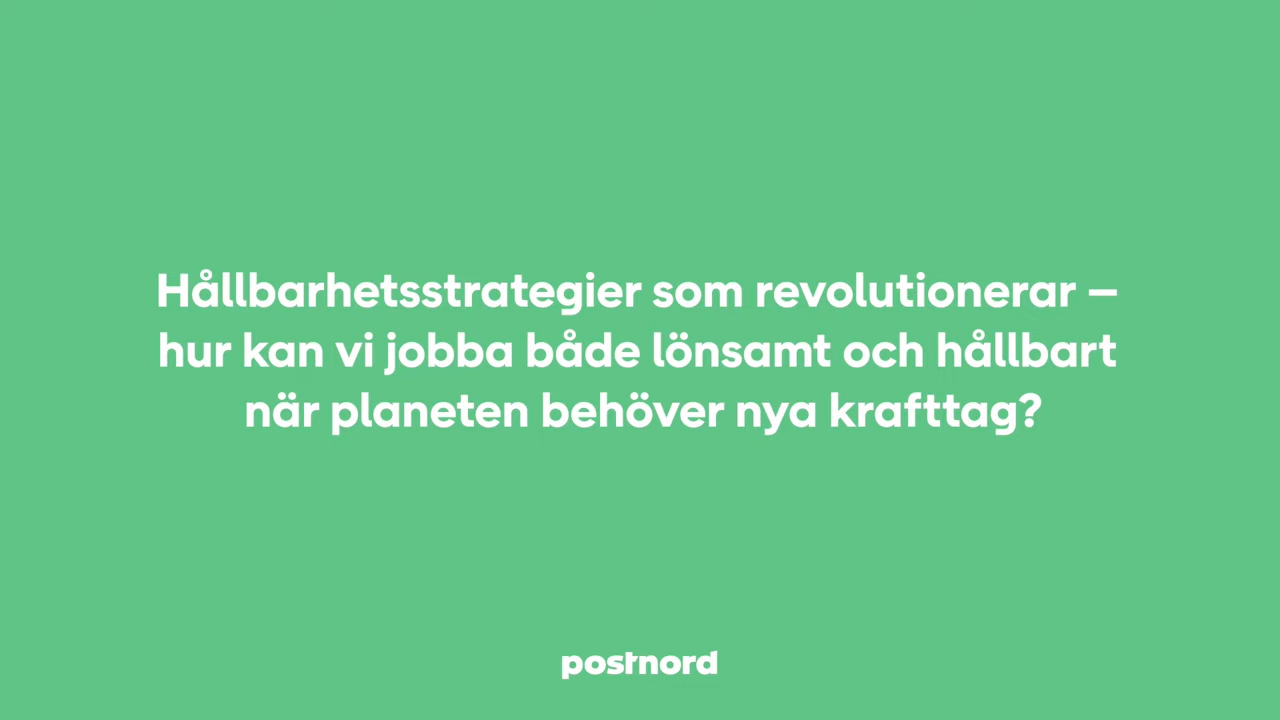 Hållbarhetsstrategier som revolutionerar –
hur kan vi jobba både lönsamt och hållbart
när planeten behöver nya krafttag?
postnord